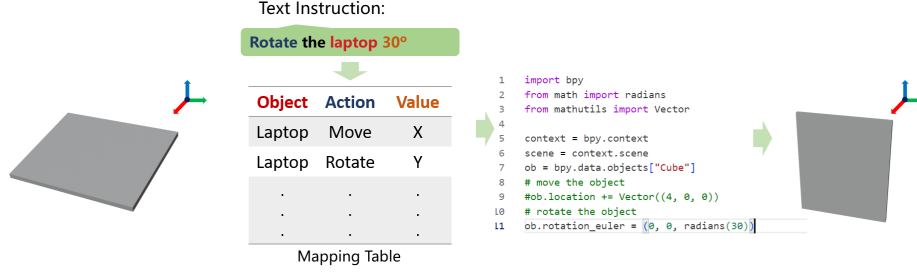 Text Instruction:
Rotate the laptop 30º
Object Action Value
Laptop Move X
Laptop Rotate Y
. . .
. . .
. . .
Mapping Table
1 import bpy
2 from math import radians
3 from mathutils import Vector
4
5 context = bpy.context
6 scene = context.scene
7 ob = bpy.data.objects["Cube"]
8 # move the object
9 #ob.location += Vector((4, 0, 0))
10 # rotate the object
11 ob.rotation_euler = (0, 0, radians(30))